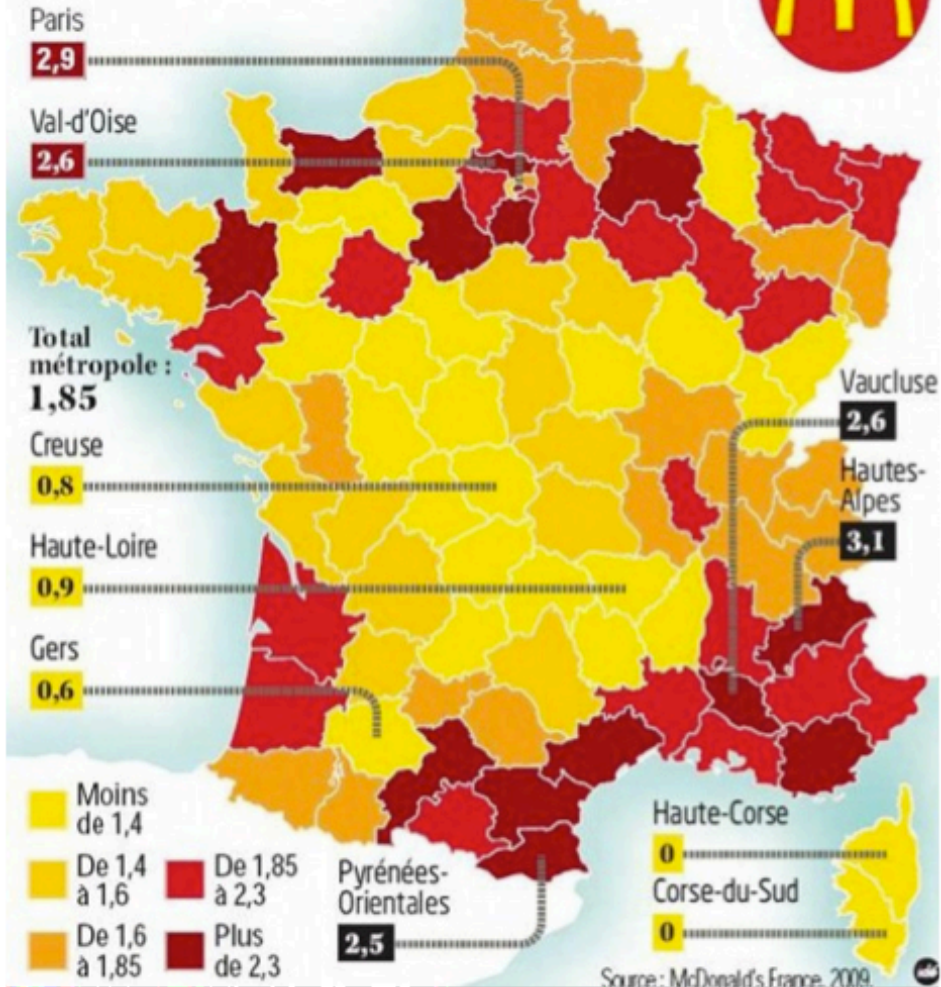 Paris
2,9
Val-d'Oise
2,6
Total
métropole :
1,85
Creuse
0,8
Haute-Loire
0,9
Gers
0,6
Vaucluse
2,6
Hautes-
Alpes
3,1
Moins
de 1,4
De 1,4
à 1,6
De 1,6
à 1,85
De 1,85
à 2,3
Plus
de 2,3
Pyrénées-
Orientales
2,5
Haute-Corse
0
Corse-du-Sud
0
Source : McDonald's France, 2009.